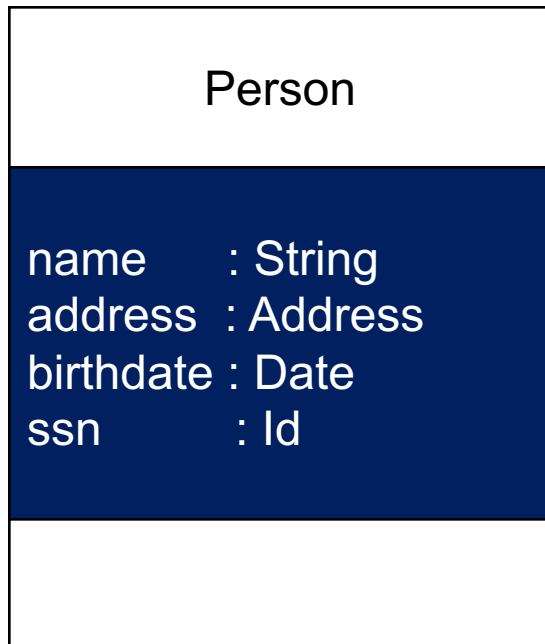 Person
name : String
address : Address
birthdate : Date
ssn : Id